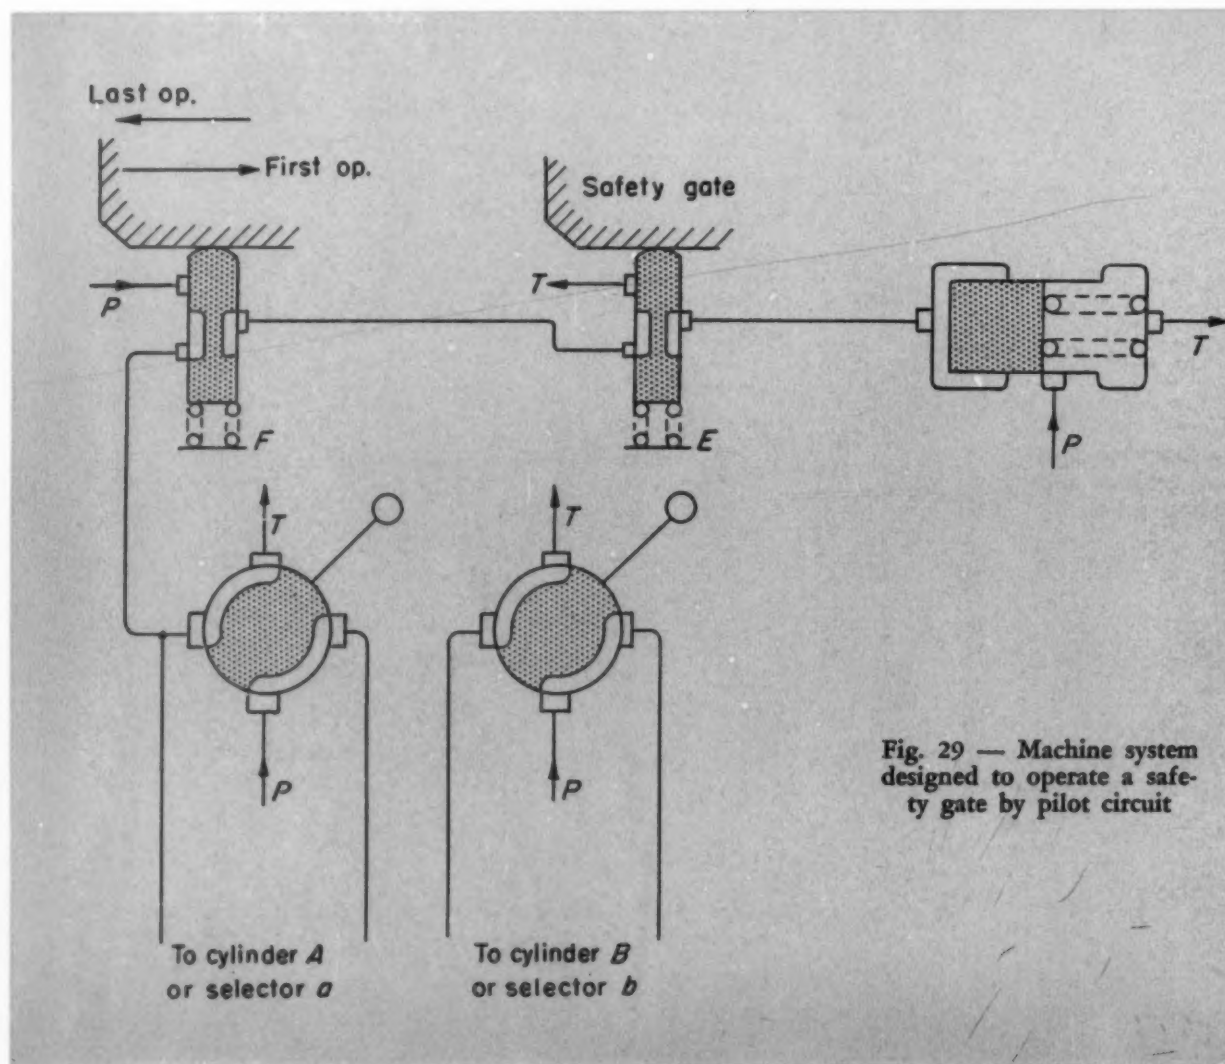 Last op.
First op.
Safety gate
P
T
T
F
E
P
T
T
P
P
Fig. 29 — Machine system
designed to operate a safe-
ty gate by pilot circuit
To cylinder A
or selector a
To cylinder B
or selector b